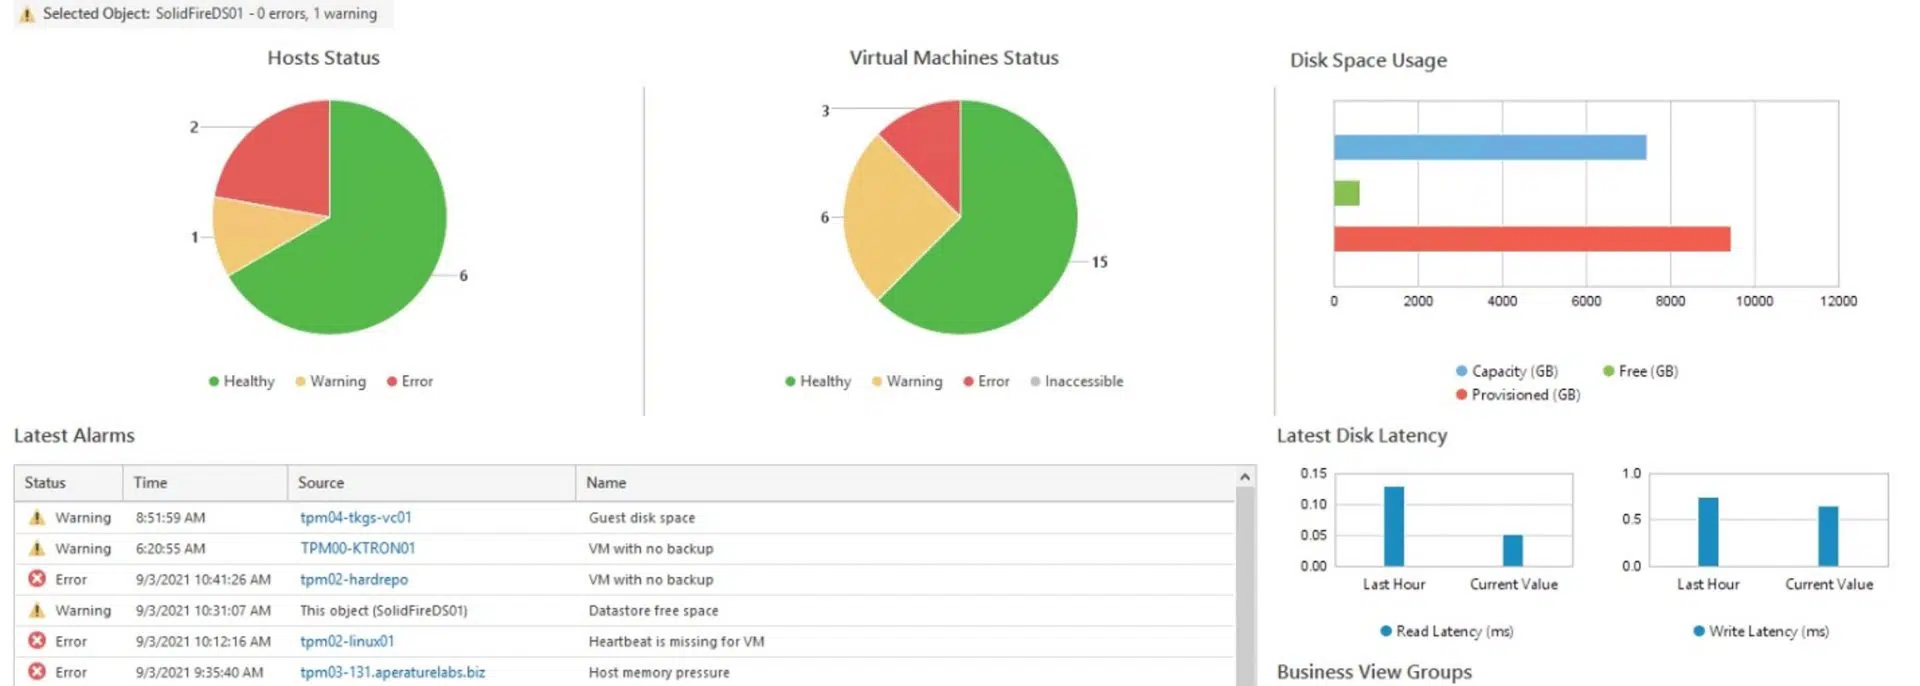 Selected Object: SolidFireDS01 - 0 errors, 1 warning
Hosts Status
2
1
6
Healthy Warning Error
Virtual Machines Status
3
6
15
Healthy Warning Error Inaccessible
Disk Space Usage
0 2000 4000 6000 8000 10000 12000
Capacity (GB) Free (GB)
Provisioned (GB)
Latest Alarms
Status Time Source Name
Warning 8:51:59 AM tpm04-tkgs-vc01 Guest disk space
Warning 6:20:55 AM TPM00-KTRON01 VM with no backup
Error 9/3/2021 10:41:26 AM tpm02-hardrepo VM with no backup
Warning 9/3/2021 10:31:07 AM This object (SolidFireDS01) Datastore free space
Error 9/3/2021 10:12:16 AM tpm02-linux01 Heartbeat is missing for VM
Error 9/3/2021 9:35:40 AM tpm03-131.aperaturelabs.biz Host memory pressure
Latest Disk Latency
0.15
0.10
0.05
0.00
Last Hour Current Value
Read Latency (ms)
1.0
0.5
0.0
Last Hour Current Value
Write Latency (ms)
Business View Groups